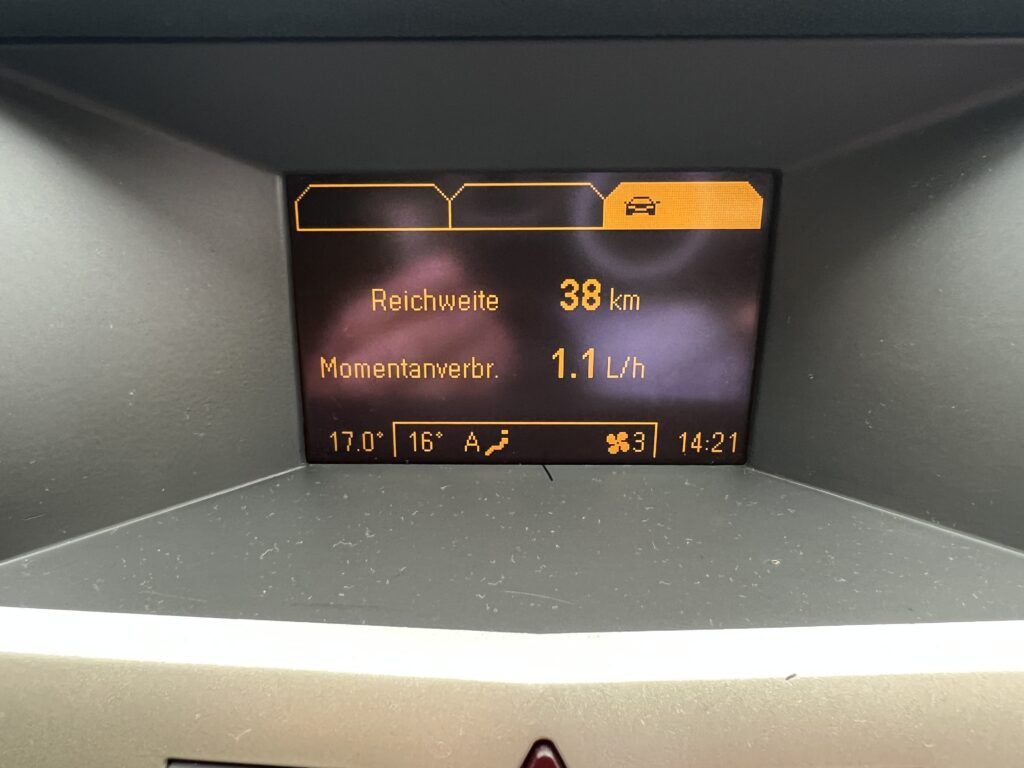 Reichweite 38 km
Momentanverbr. 1.1 L/h
17.0° 16° A 3 14:21